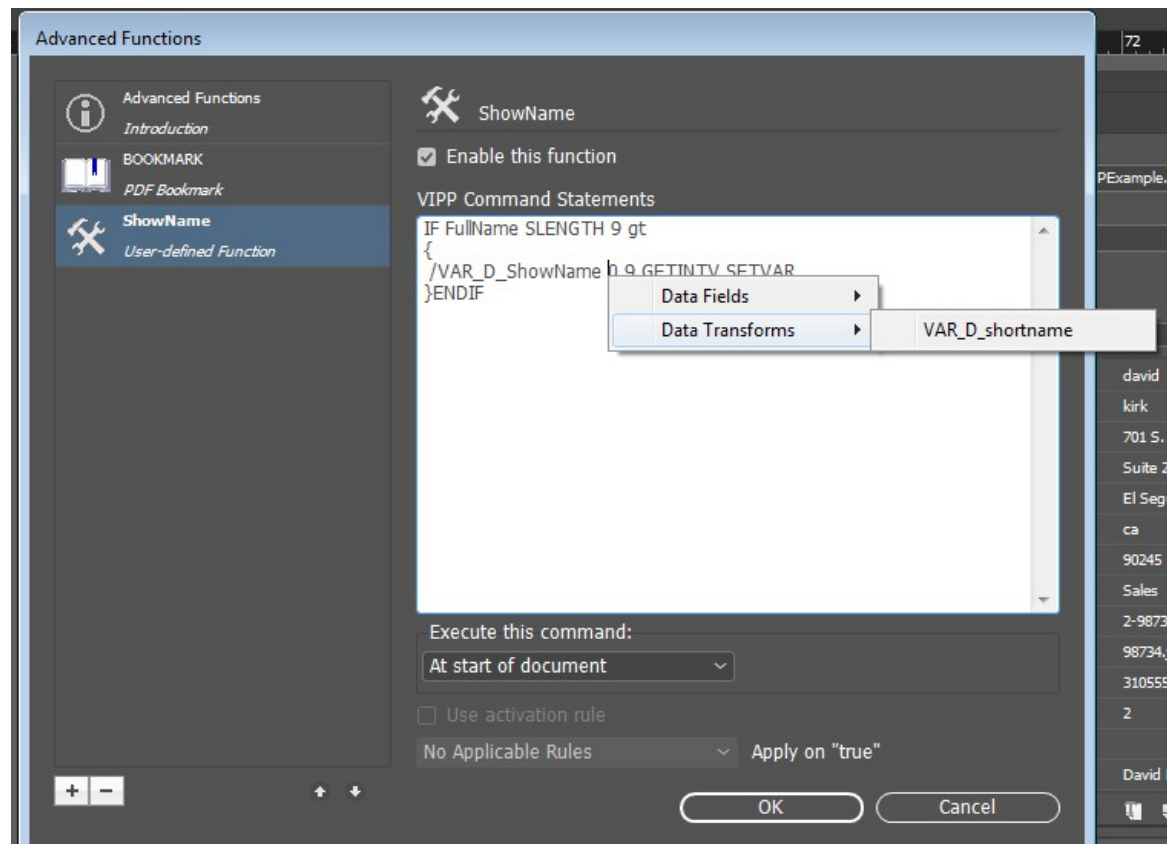 Advanced Functions
72
Advanced Functions
Introduction
BOOKMARK
PDF Bookmark
ShowName
User-defined Function
ShowName
Enable this function
VIPP Command Statements
IF FullName SLENGTH 9 gt
{
/VAR_D_ShowName 0 9 GETINTV SETVAR
}ENDIF
Data Fields
Data Transforms
VAR_D_shortname
Execute this command:
At start of document
Use activation rule
No Applicable Rules
Apply on "true"
+ −
OK
Cancel
PExample.
david
kirk
701 S.
Suite 2
El Seg
ca
90245
Sales
2-9873
98734.
310555
2
David